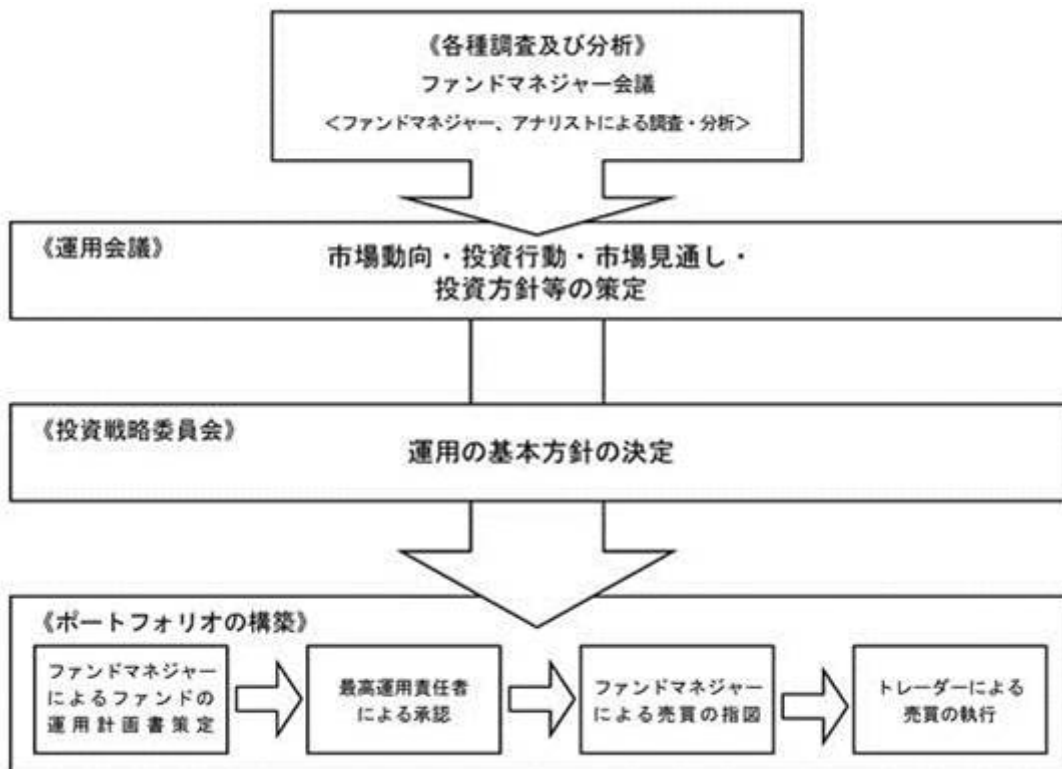 《各種調査及び分析》
ファンドマネジャー会議
<ファンドマネジャー、アナリストによる調査・分析>
《運用会議》
市場動向・投資行動・市場見通し・
投資方針等の策定
《投資戦略委員会》
運用の基本方針の決定
《ポートフォリオの構築》
ファンドマネジャー
によるファンドの
運用計画書策定
最高運用責任者
による承認
ファンドマネジャー
による売買の指図
トレーダーによる
売買の執行